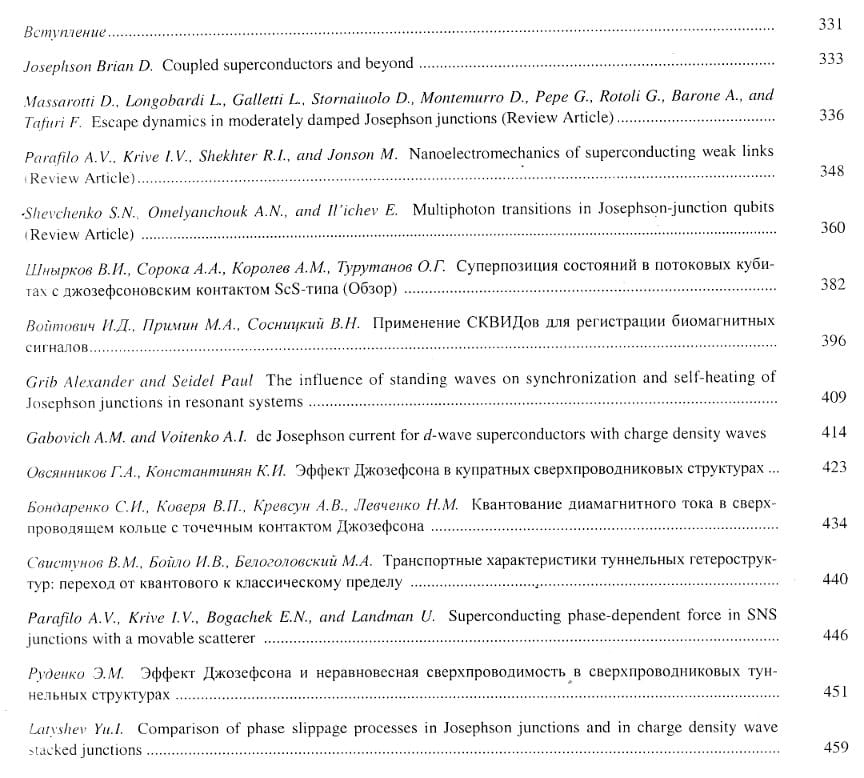 Вступление ... 331
Josephson Brian D. Coupled superconductors and beyond ... 333
Massarotti D., Longobardi L., Galletti L., Stornaiuolo D., Montemurro D., Pepe G., Rotoli G., Barone A., and
Tafuri F. Escape dynamics in moderately damped Josephson junctions (Review Article) ... 336
Parafilo A.V., Krive I.V., Shekhter R.I., and Jonson M. Nanoelectromechanics of superconducting weak links
(Review Article) ... 348
Shevchenko S.N., Omelyanchouk A.N., and Il'ichev E. Multiphoton transitions in Josephson-junction qubits
(Review Article) ... 360
Шнырков В.И., Сорока А.А., Королев А.М., Турутанов О.Г. Суперпозиция состояний в потоковых куби-
тах с джозефсоновским контактом ScS-типа (Обзор) ... 382
Войтович И.Д., Примин М.А., Сосницкий В.Н. Применение СКВИДов для регистрации биомагнитных
сигналов ... 396
Grib Alexander and Seidel Paul The influence of standing waves on synchronization and self-heating of
Josephson junctions in resonant systems ... 409
Gabovich A.M. and Voitenko A.I. dc Josephson current for d-wave superconductors with charge density waves 414
Овсянников Г.А., Константинян К.И. Эффект Джозефсона в купратных сверхпроводниковых структурах ... 423
Бондаренко С.И., Коверя В.П., Кревсун А.В., Левченко Н.М. Квантование диамагнитного тока в сверх-
проводящем кольце с точечным контактом Джозефсона ... 434
Свистунов В.М., Бойло И.В., Белоголовский М.А. Транспортные характеристики туннельных гетерострук-
тур: переход от квантового к классическому пределу ... 440
Parafilo A.V., Krive I.V., Bogachek E.N., and Landman U. Superconducting phase-dependent force in SNS
junctions with a movable scatterer ... 446
Руденко Э.М. Эффект Джозефсона и неравновесная сверхпроводимость в сверхпроводниковых тун-
нельных структурах ... 451
Latyshev Yu.I. Comparison of phase slippage processes in Josephson junctions and in charge density wave
stacked junctions ... 459